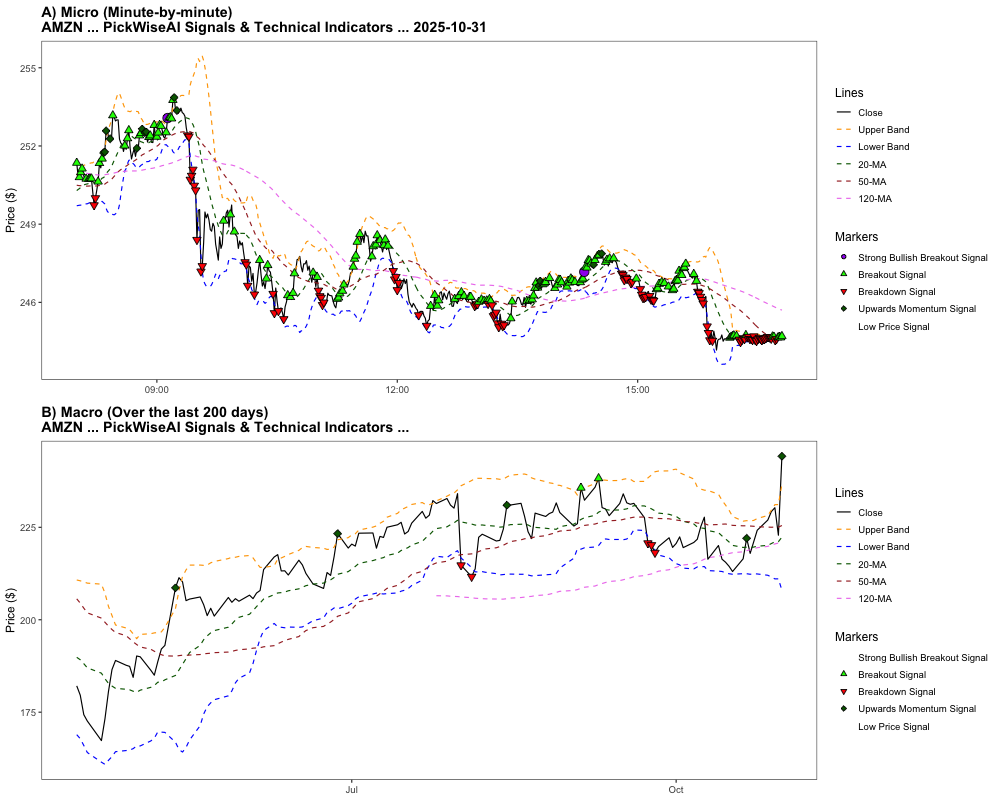 A) Micro (Minute-by-minute)
AMZN ... PickWiseAI Signals & Technical Indicators ... 2025-10-31
Price ($)
255
252
249
246
09:00
12:00
15:00
Lines
Close
Upper Band
Lower Band
20-MA
50-MA
120-MA
Markers
Strong Bullish Breakout Signal
Breakout Signal
Breakdown Signal
Upwards Momentum Signal
Low Price Signal
B) Macro (Over the last 200 days)
AMZN ... PickWiseAI Signals & Technical Indicators ...
Price ($)
225
200
175
Jul
Oct
Lines
Close
Upper Band
Lower Band
20-MA
50-MA
120-MA
Markers
Strong Bullish Breakout Signal
Breakout Signal
Breakdown Signal
Upwards Momentum Signal
Low Price Signal